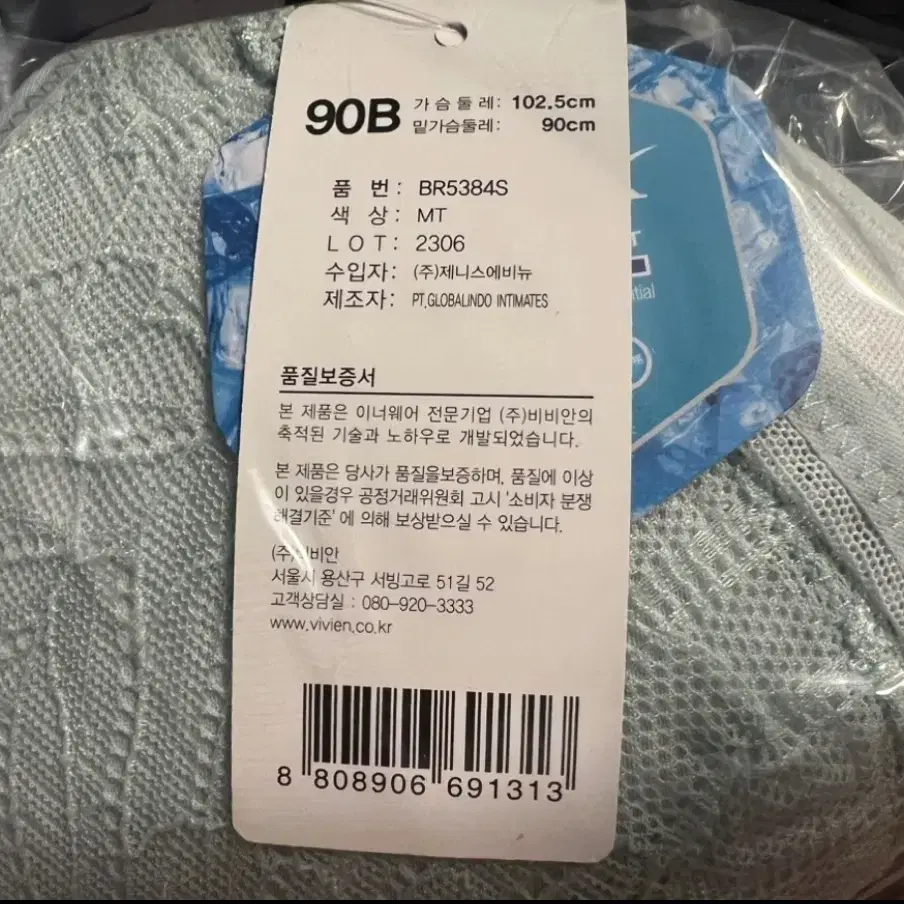 90B 가슴둘레: 102.5cm
밑가슴둘레: 90cm
품 번: BR5384S
색 상: MT
LOT: 2306
수입자: (주)제니스에비뉴
제조자: PT,GLOBALINDO INTIMATES
품질보증서
본 제품은 이너웨어 전문기업 (주)비비안의
축적된 기술과 노하우로 개발되었습니다.
본 제품은 당사가 품질을보증하며, 품질에 이상
이 있을경우 공정거래위원회 고시 '소비자 분쟁
해결기준' 에 의해 보상받으실 수 있습니다.
(주)비비안
서울시 용산구 서빙고로 51길 52
고객상담실 : 080-920-3333
www.vivien.co.kr
8 808906 691313